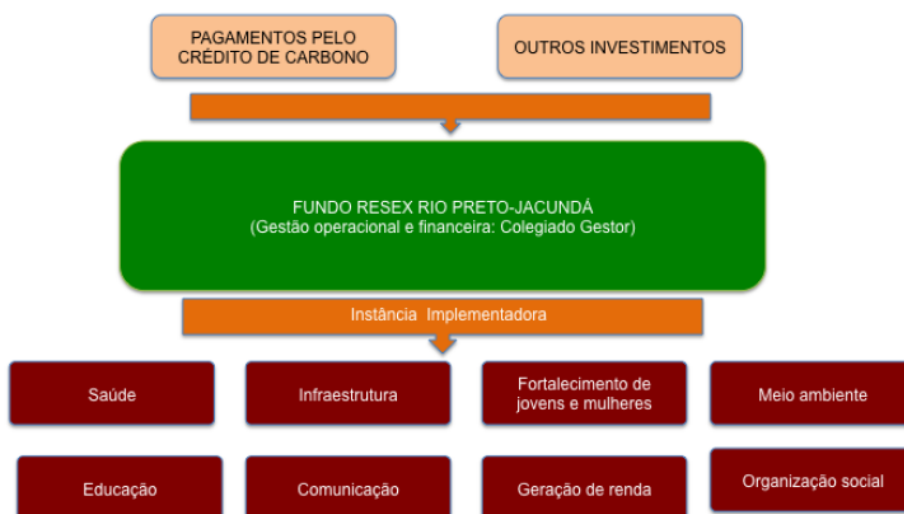 PAGAMENTOS PELO
CRÉDITO DE CARBONO
OUTROS INVESTIMENTOS
FUNDO RESEX RIO PRETO-JACUNDÁ
(Gestão operacional e financeira: Colegiado Gestor)
Instância Implementadora
Saúde
Infraestrutura
Fortalecimento de
jovens e mulheres
Meio ambiente
Educação
Comunicação
Geração de renda
Organização social